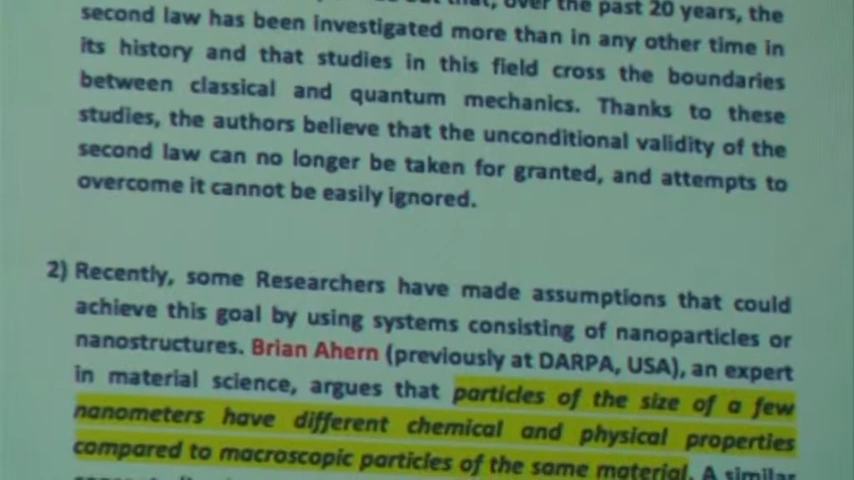 over the past 20 years, the
second law has been investigated more than in any other time in
its history and that studies in this field cross the boundaries
between classical and quantum mechanics. Thanks to these
studies, the authors believe that the unconditional validity of the
second law can no longer be taken for granted, and attempts to
overcome it cannot be easily ignored.
2) Recently, some Researchers have made assumptions that could
achieve this goal by using systems consisting of nanoparticles or
nanostructures. Brian Ahern (previously at DARPA, USA), an expert
in material science, argues that particles of the size of a few
nanometers have different chemical and physical properties
compared to macroscopic particles of the same material. A similar